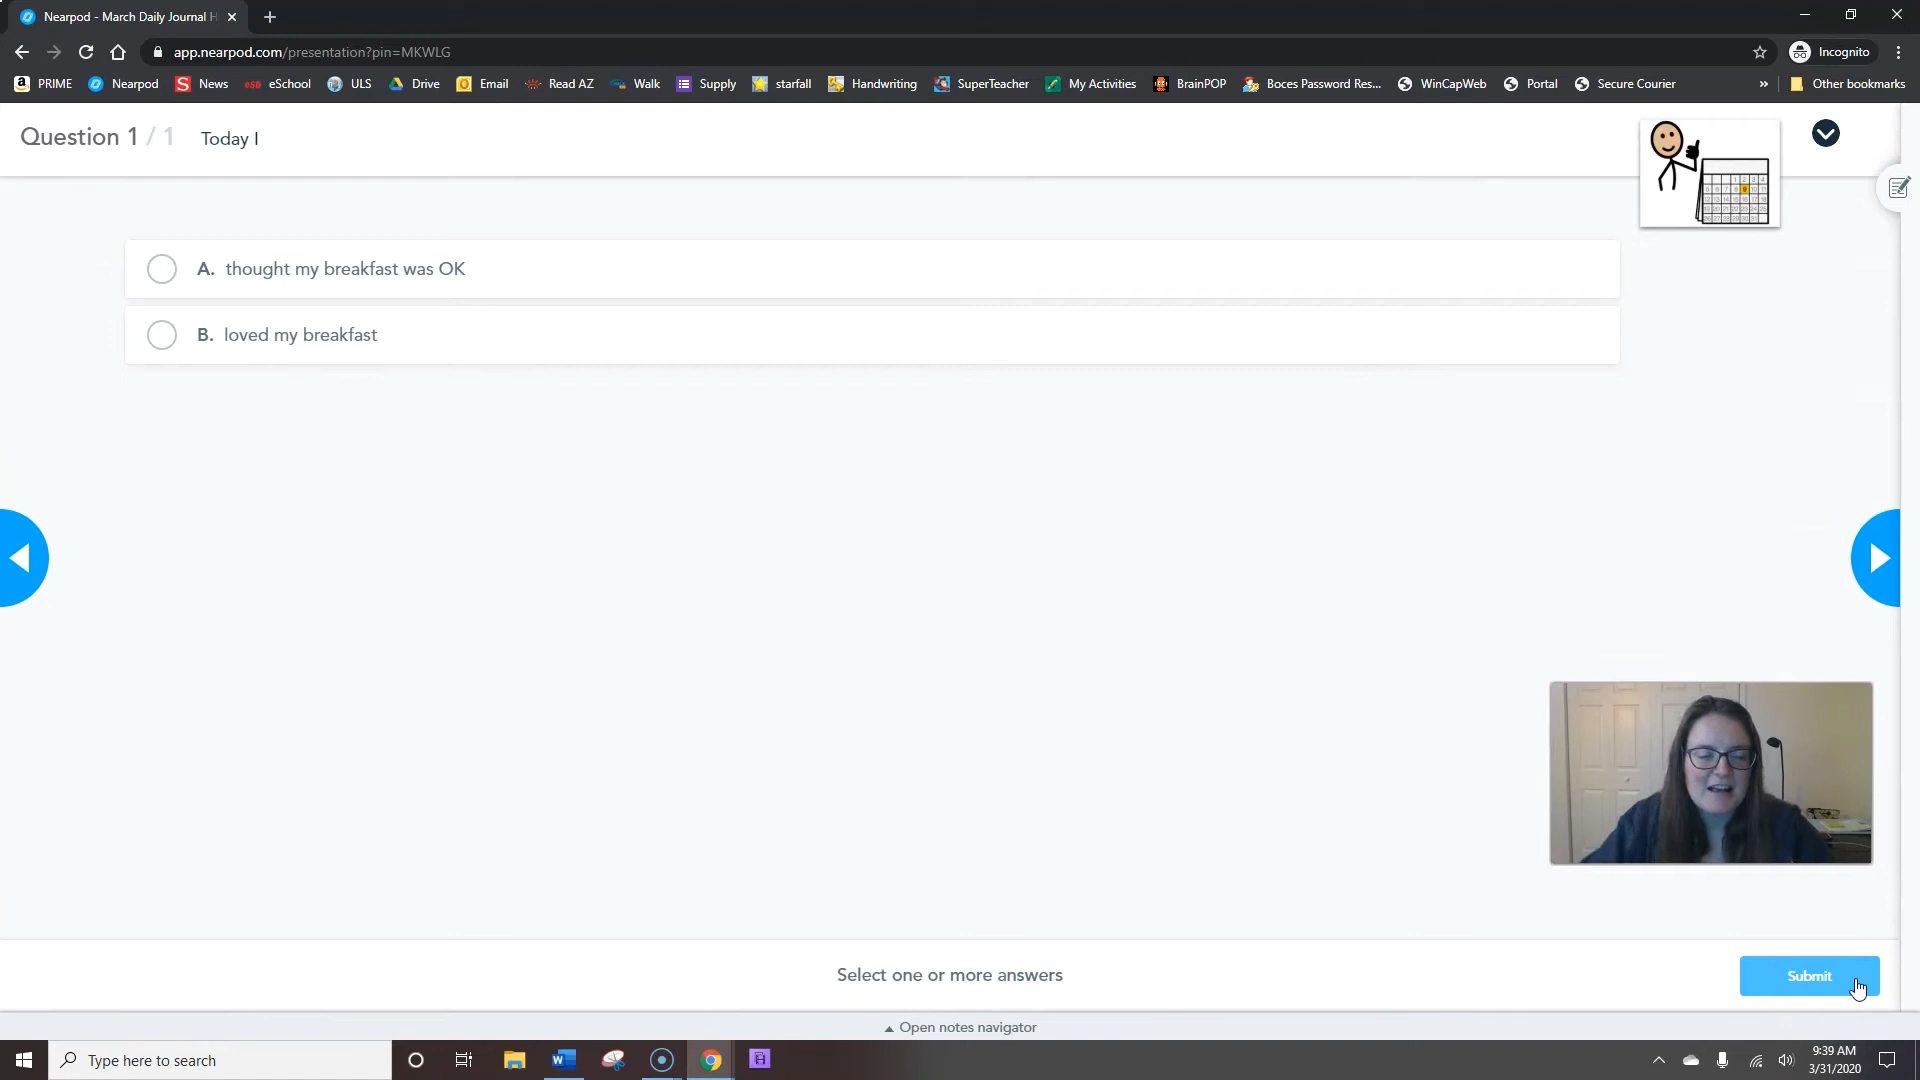 Nearpod - March Daily Journal H
app.nearpod.com/presentation?pin=MKWLG
Incognito
PRIME
Nearpod
S News
eso eSchool
ULS
Drive
Email
Read AZ
Walk
Supply
starfall
Handwriting
SuperTeacher
My Activities
BrainPOP
Boces Password Res...
WinCapWeb
Portal
Secure Courier
» Other bookmarks
Question 1 / 1 Today I
A. thought my breakfast was OK
B. loved my breakfast
Select one or more answers
Submit
Open notes navigator
Type here to search
9:39 AM
3/31/2020